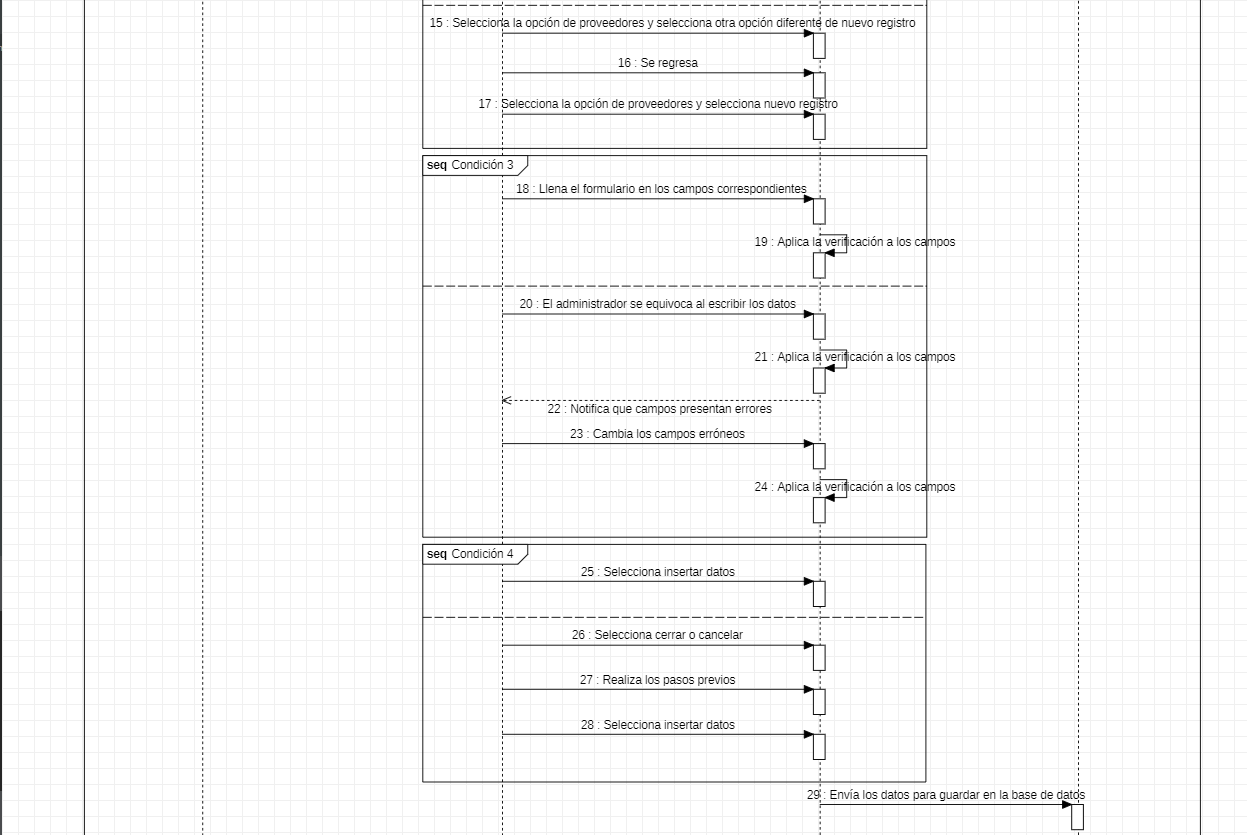 15 : Selecciona la opción de proveedores y selecciona otra opción diferente de nuevo registro
16 : Se regresa
17 : Selecciona la opción de proveedores y selecciona nuevo registro
seq Condición 3
18 : Llena el formulario en los campos correspondientes
19 : Aplica la verificación a los campos
20 : El administrador se equivoca al escribir los datos
21 : Aplica la verificación a los campos
22 : Notifica que campos presentan errores
23 : Cambia los campos erróneos
24 : Aplica la verificación a los campos
seq Condición 4
25 : Selecciona insertar datos
26 : Selecciona cerrar o cancelar
27 : Realiza los pasos previos
28 : Selecciona insertar datos
29 : Envía los datos para guardar en la base de datos